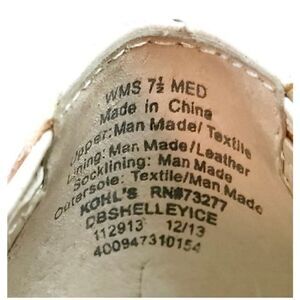 WMS 7½ MED
Made in China
Upper: Man Made/ Textile
Lining: Man Made/Leather
Socklining: Man Made
Outersole: Textile/Man Made
KOHL'S RN#73277
DBSHELLEYICE
112913 12/13
400947310154